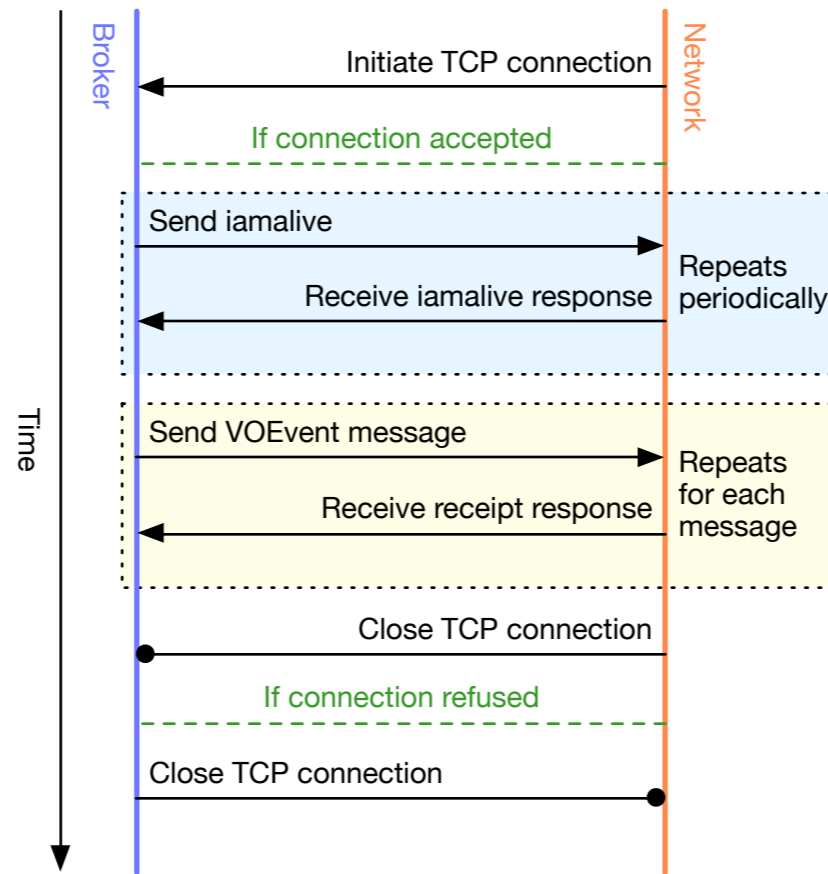 Broker
Network
Initiate TCP connection
If connection accepted
Send iamalive
Receive iamalive response
Repeats
periodically
Time
Send VOEvent message
Receive receipt response
Repeats
for each
message
Close TCP connection
If connection refused
Close TCP connection